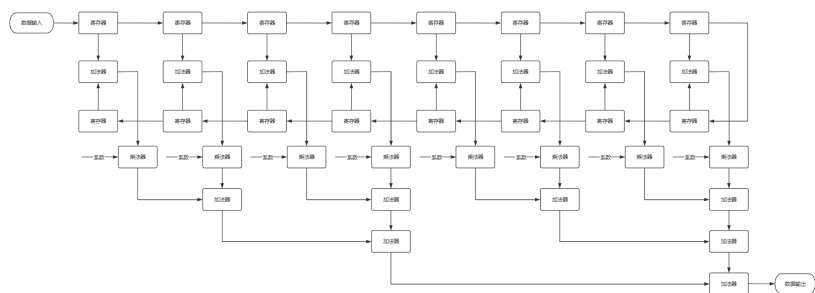 数据输入 寄存器 寄存器 寄存器 寄存器 寄存器 寄存器 寄存器 寄存器
加法器 加法器 加法器 加法器 加法器 加法器 加法器 加法器
寄存器 寄存器 寄存器 寄存器 寄存器 寄存器 寄存器 寄存器
系数 乘法器 系数 乘法器 系数 乘法器 系数 乘法器 系数 乘法器 系数 乘法器 系数 乘法器 系数 乘法器
加法器 加法器 加法器 加法器
加法器 加法器
加法器 数据输出